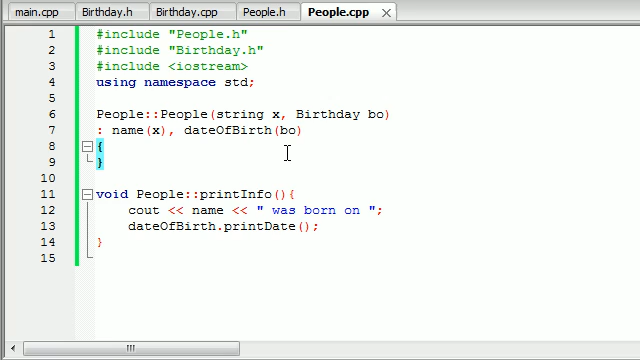 main.cpp Birthday.h Birthday.cpp People.h People.cpp
1 #include "People.h"
2 #include "Birthday.h"
3 #include <iostream>
4 using namespace std;
5
6 People::People(string x, Birthday bo)
7 : name(x), dateOfBirth(bo)
8 {
9 }
10
11 void People::printInfo(){
12 cout << name << " was born on ";
13 dateOfBirth.printDate();
14 }
15